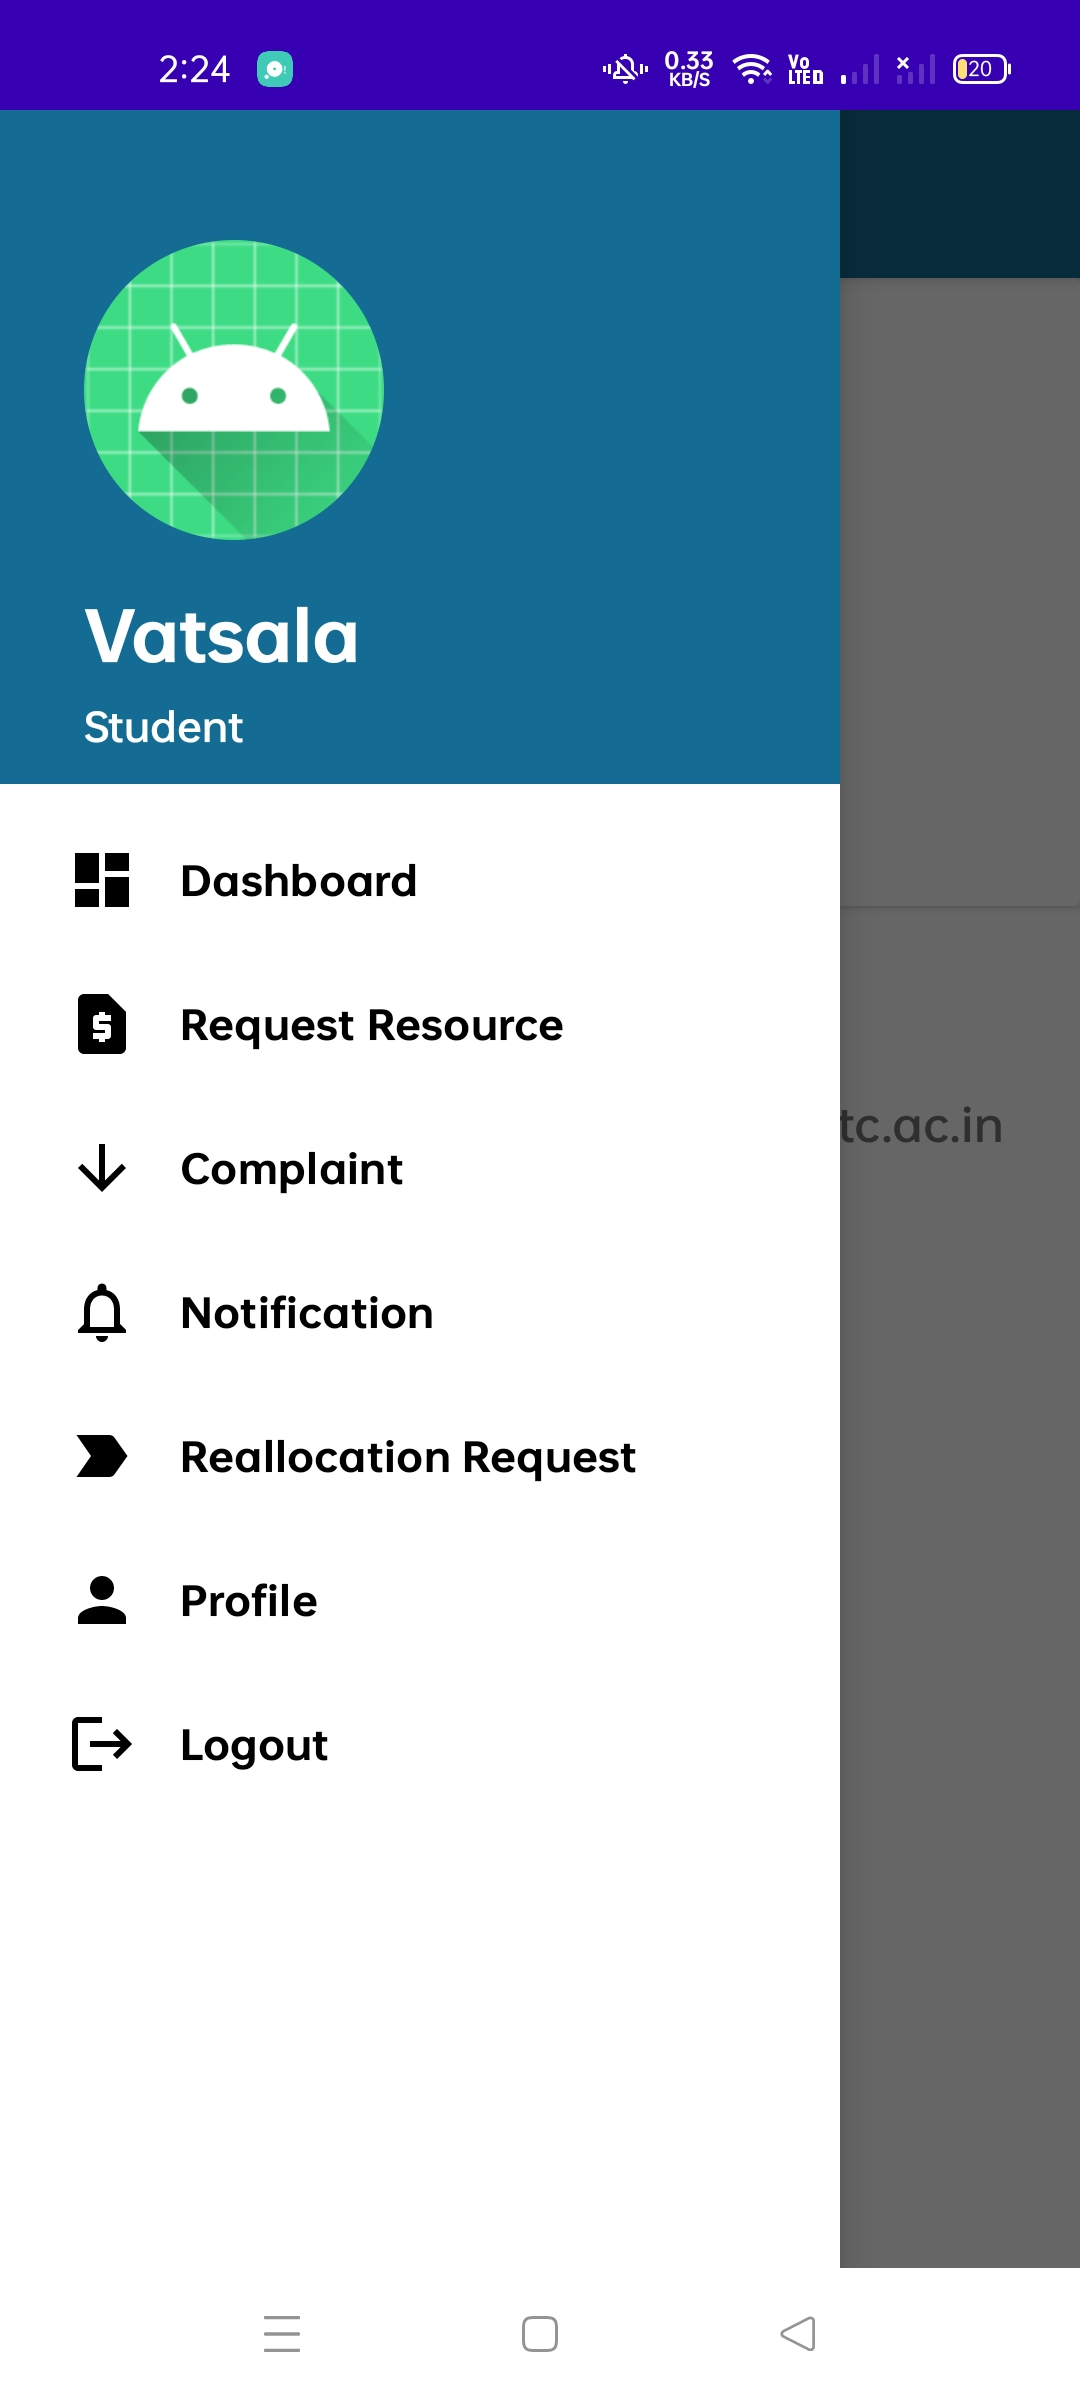 2:24 0.33 KB/S Vo LTE 20
Vatsala
Student
Dashboard
Request Resource
Complaint
tc.ac.in
Notification
Reallocation Request
Profile
Logout